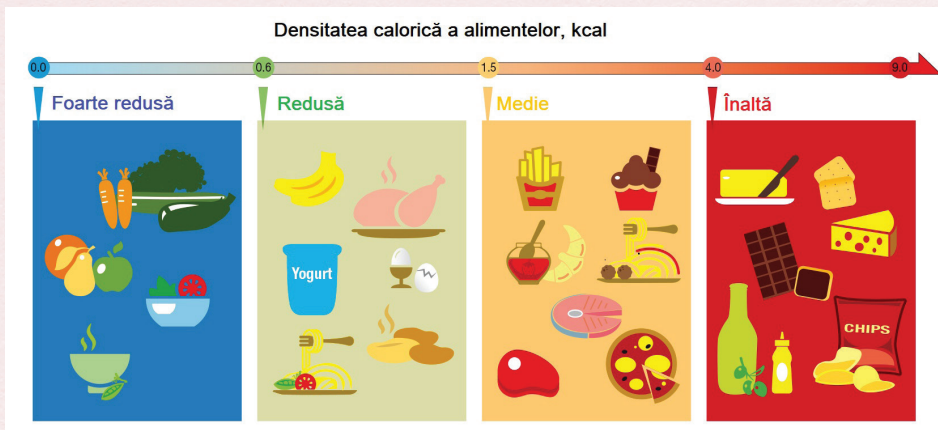 Densitatea calorică a alimentelor, kcal
0.0 0.6 1.5 4.0 9.0
Foarte redusă Redusă Medie Înaltă
Yogurt
CHIPS